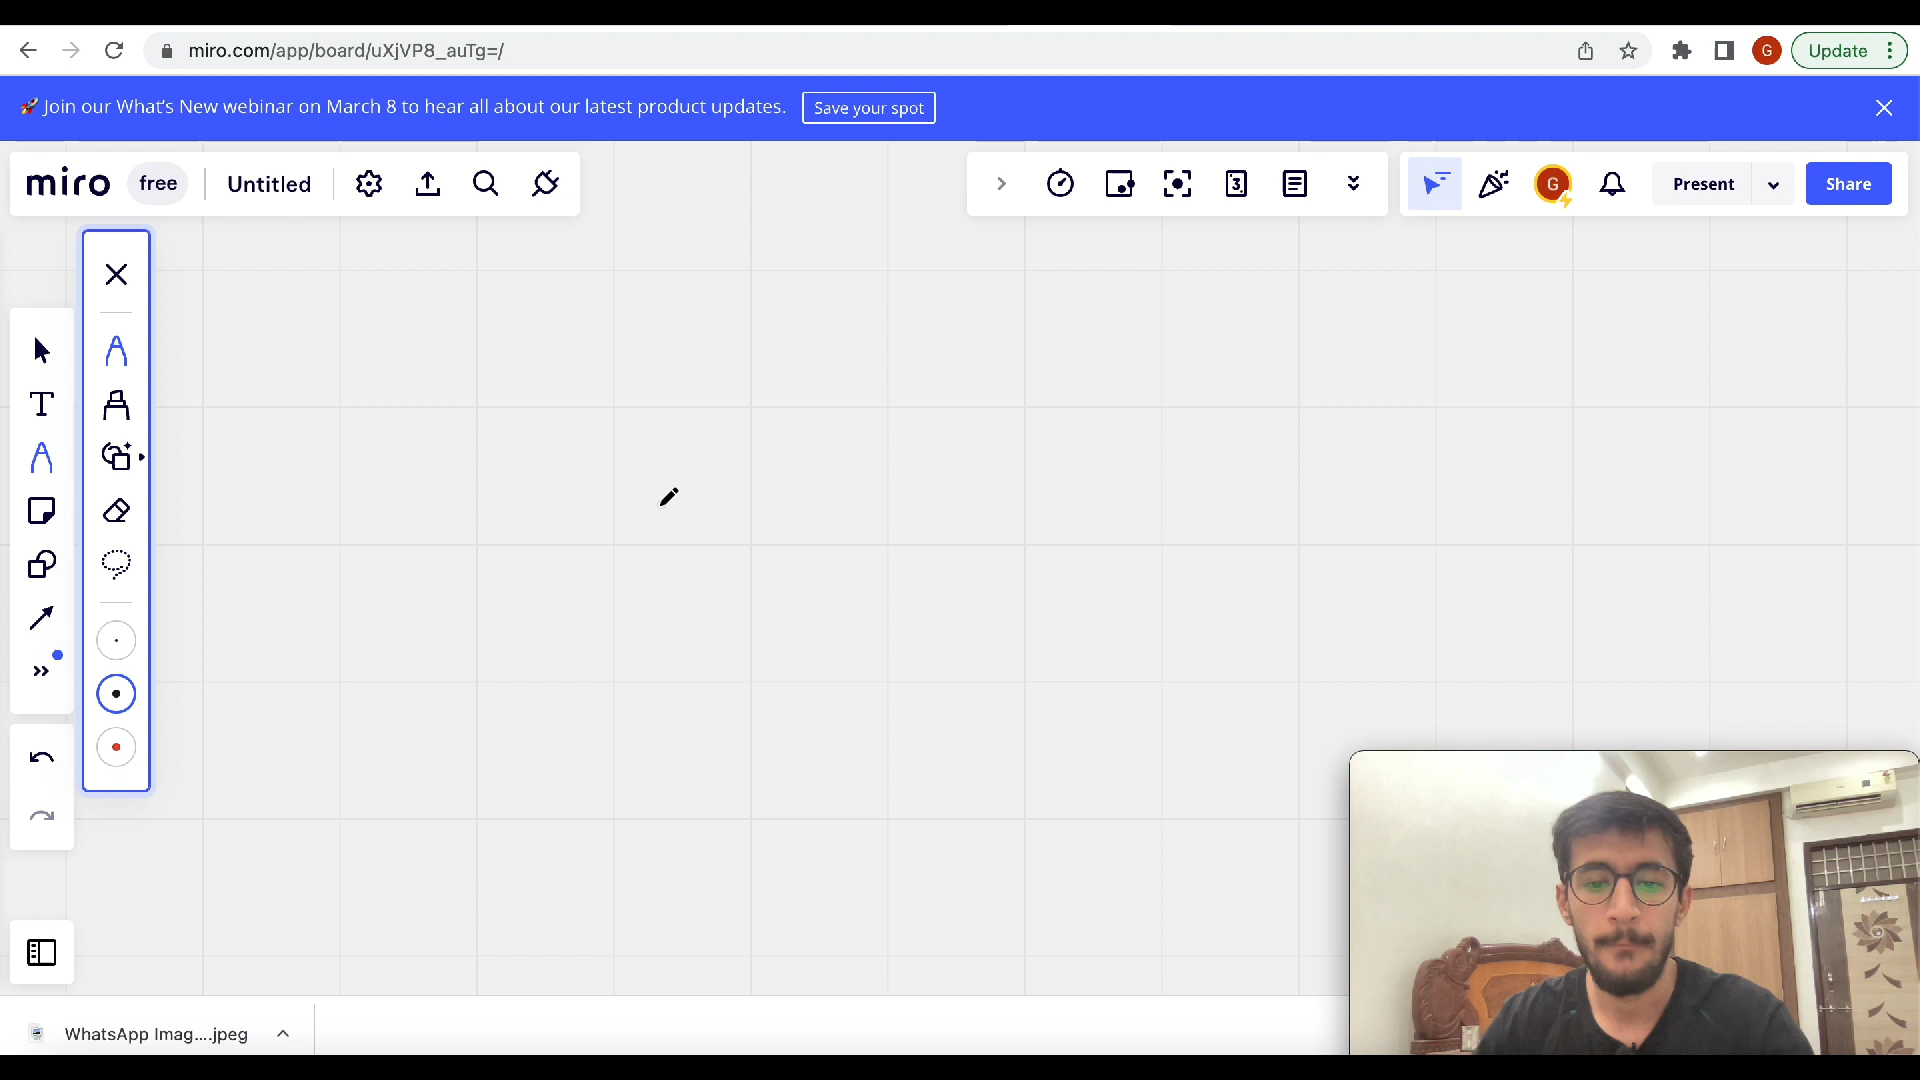 miro.com/app/board/uXjVP8_auTg=/
G
Update
🚀 Join our What's New webinar on March 8 to hear all about our latest product updates.
Save your spot
miro
free
Untitled
3
G
Present
Share
T
WhatsApp Imag....jpeg